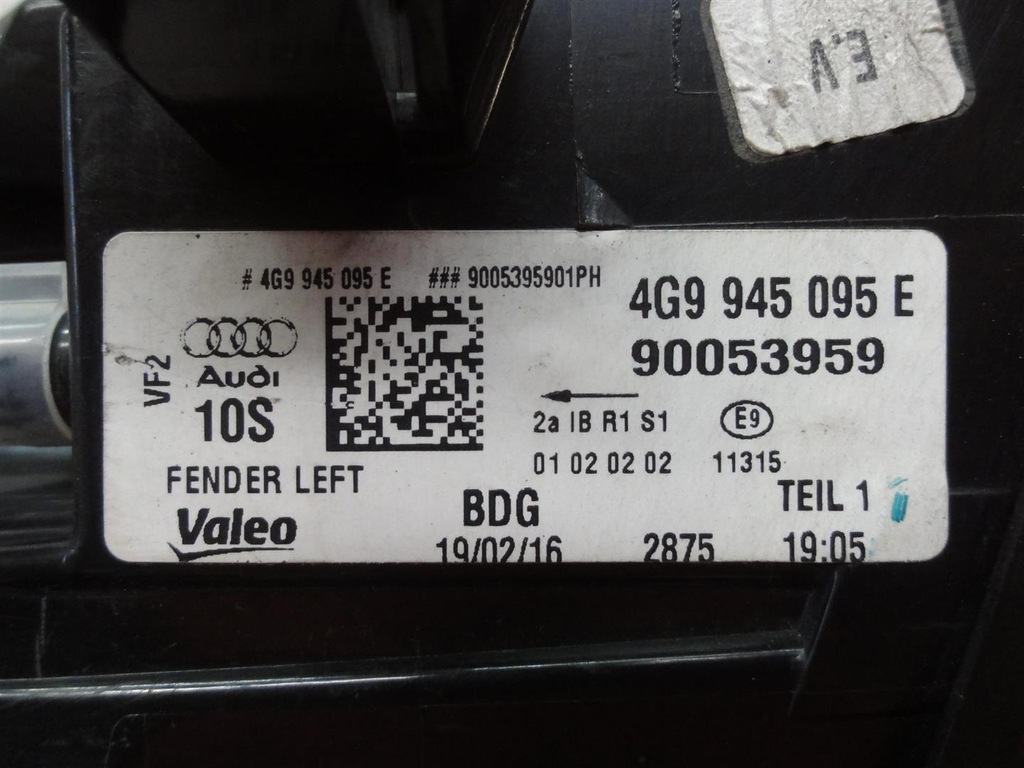 E.V
# 4G9 945 095 E ### 9005395901PH
4G9 945 095 E
90053959
VF2
Audi
10S
2a IB R1 S1 E9
01 02 02 02 11315
FENDER LEFT
Valeo
BDG
TEIL 1
19/02/16 2875 19:05